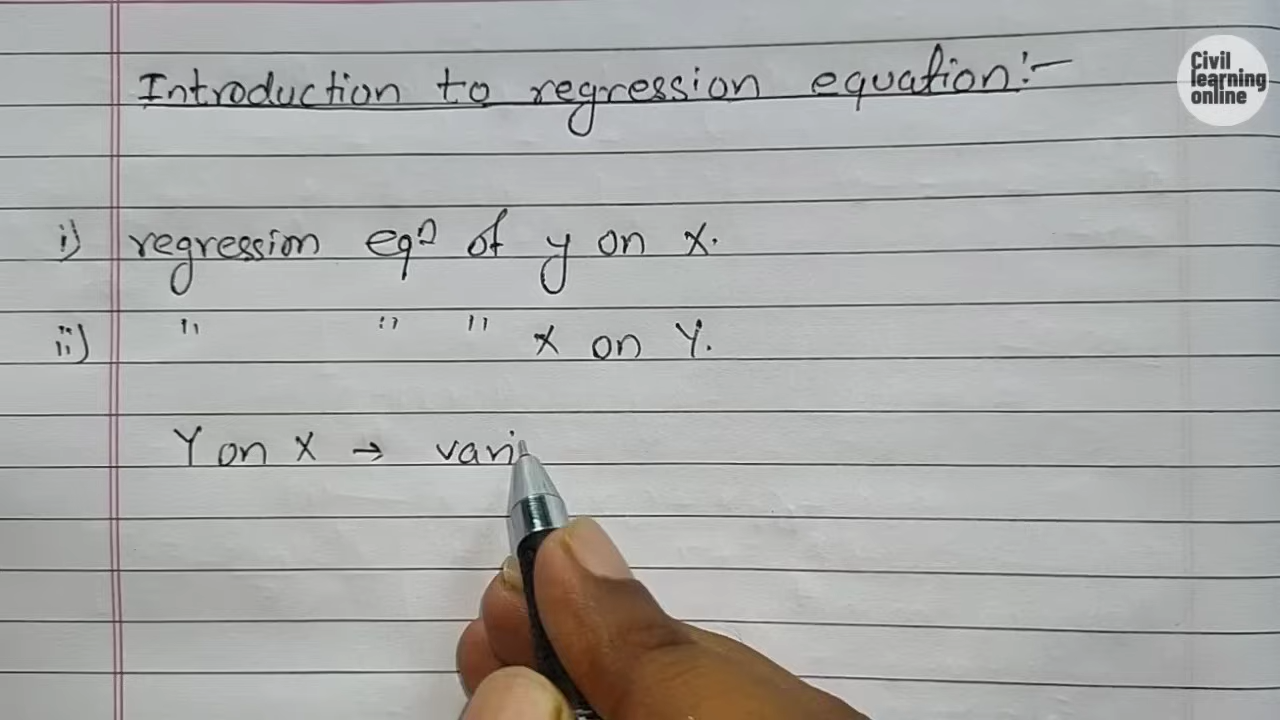 Introduction to regression equation:-
Civil
learning
online
i) regression eqn of y on x.
ii) " " " x on Y.
Y on X → vari